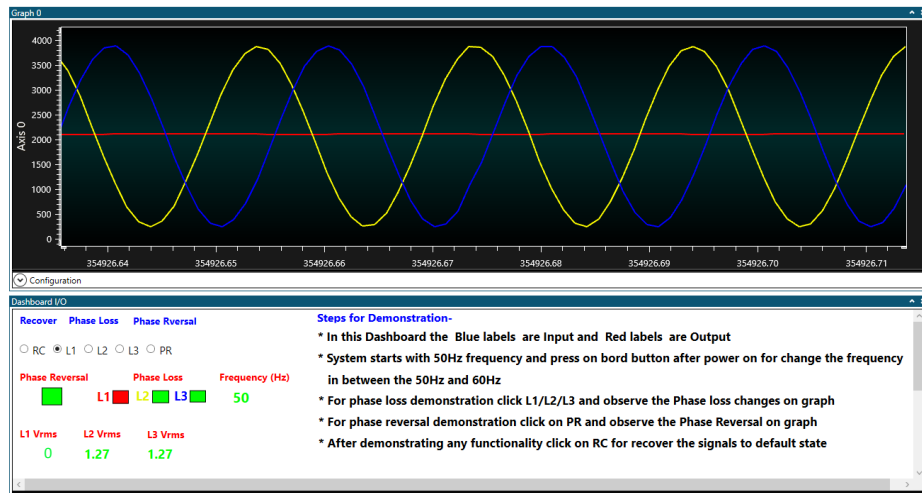 Graph 0
4000
3500
3000
2500
2000
1500
1000
500
0
Axis 0
354926.64 354926.65 354926.66 354926.67 354926.68 354926.69 354926.70 354926.71
Configuration
Dashboard I/O
Recover Phase Loss Phase Rversal
RC L1 L2 L3 PR
Phase Reversal Phase Loss Frequency (Hz)
L1 L2 L3 50
L1 Vrms L2 Vrms L3 Vrms
0 1.27 1.27
Steps for Demonstration-
* In this Dashboard the Blue labels are Input and Red labels are Output
* System starts with 50Hz frequency and press on bord button after power on for change the frequency
in between the 50Hz and 60Hz
* For phase loss demonstration click L1/L2/L3 and observe the Phase loss changes on graph
* For phase reversal demonstration click on PR and observe the Phase Reversal on graph
* After demonstrating any functionality click on RC for recover the signals to default state